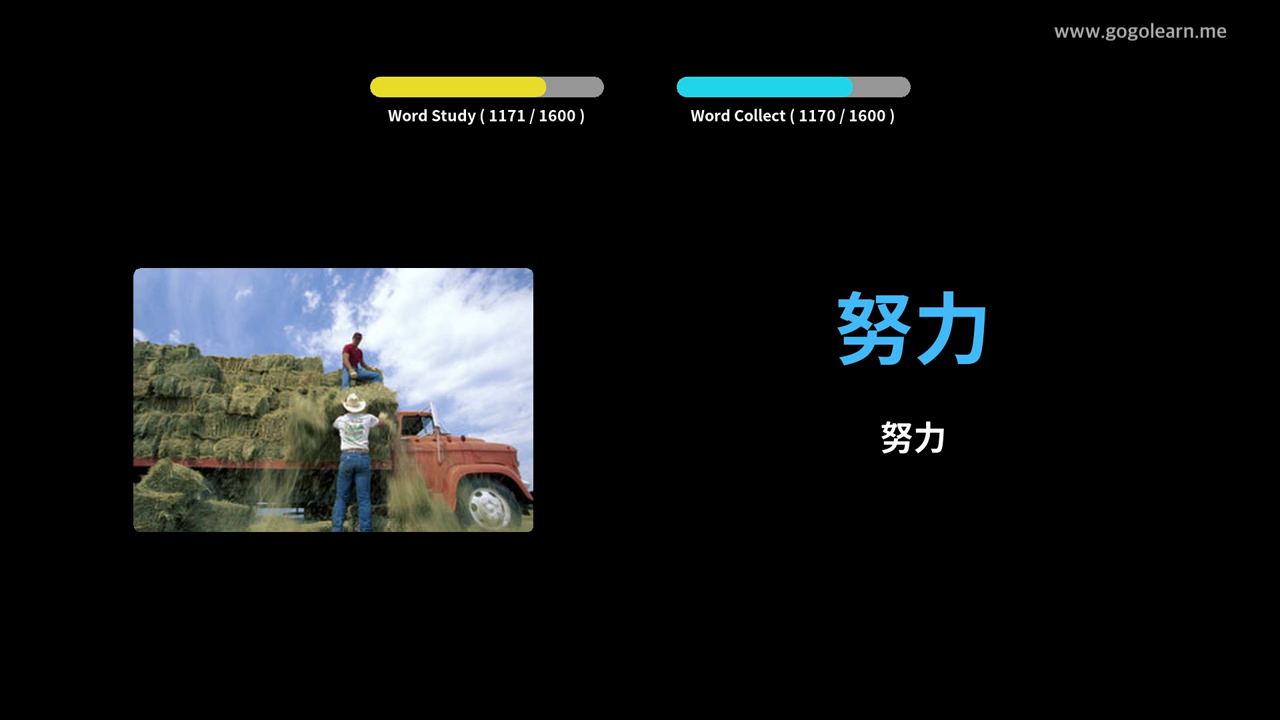 www.gogolearn.me
Word Study ( 1171 / 1600 )
Word Collect ( 1170 / 1600 )
努力
努力